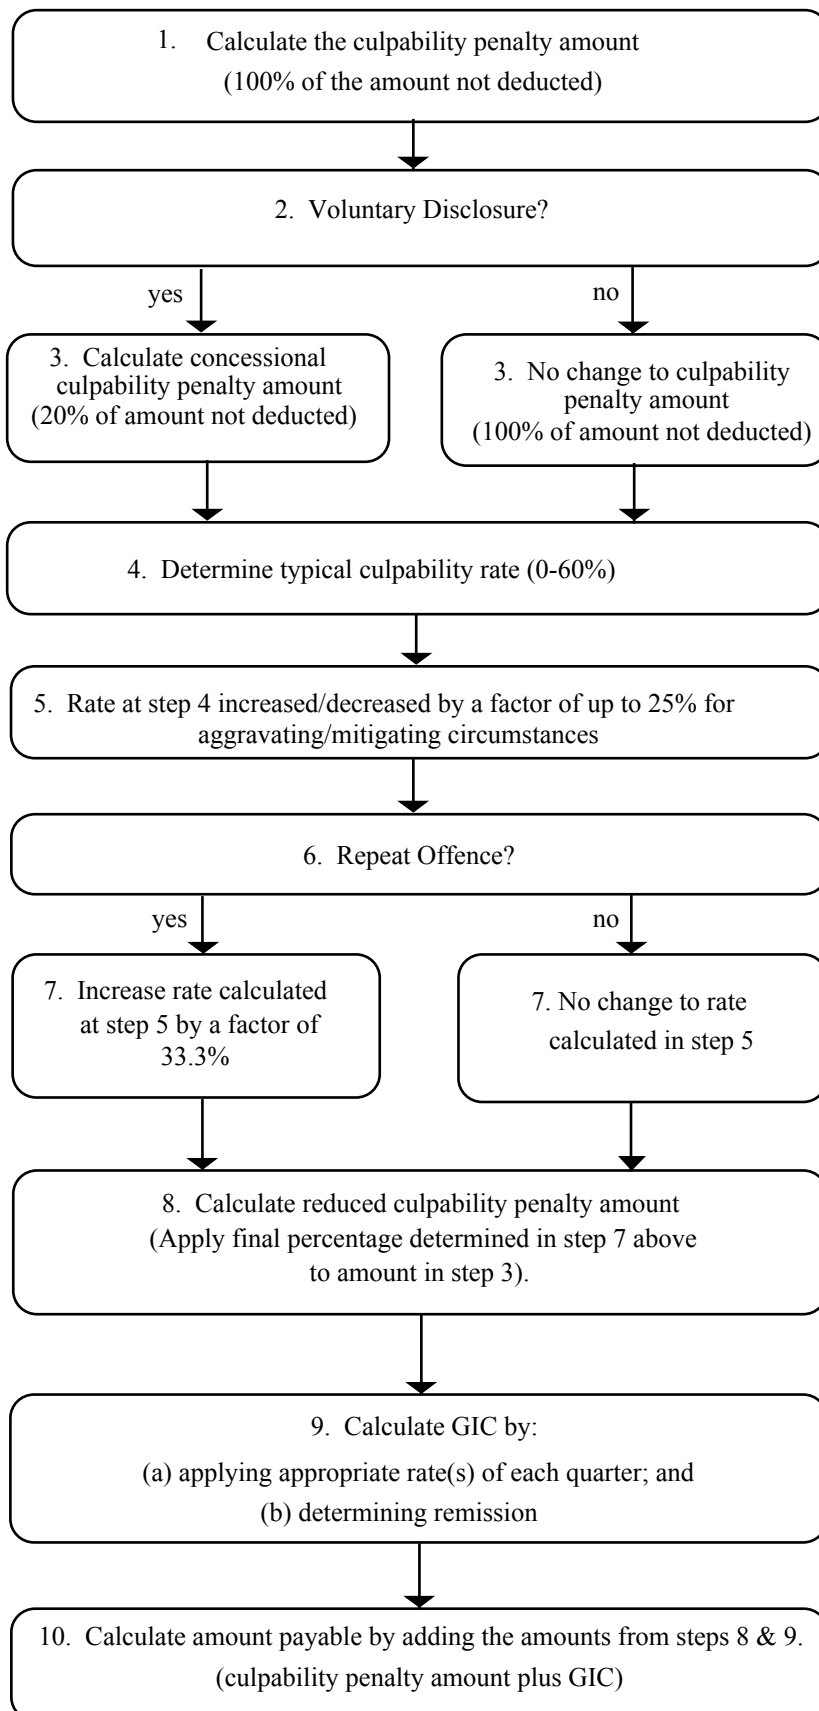 1. Calculate the culpability penalty amount
(100% of the amount not deducted)
2. Voluntary Disclosure?
yes
no
3. Calculate concessional
culpability penalty amount
(20% of amount not deducted)
3. No change to culpability
penalty amount
(100% of amount not deducted)
4. Determine typical culpability rate (0-60%)
5. Rate at step 4 increased/decreased by a factor of up to 25% for
aggravating/mitigating circumstances
6. Repeat Offence?
yes
no
7. Increase rate calculated
at step 5 by a factor of
33.3%
7. No change to rate
calculated in step 5
8. Calculate reduced culpability penalty amount
(Apply final percentage determined in step 7 above
to amount in step 3).
9. Calculate GIC by:
(a) applying appropriate rate(s) of each quarter; and
(b) determining remission
10. Calculate amount payable by adding the amounts from steps 8 & 9.
(culpability penalty amount plus GIC)